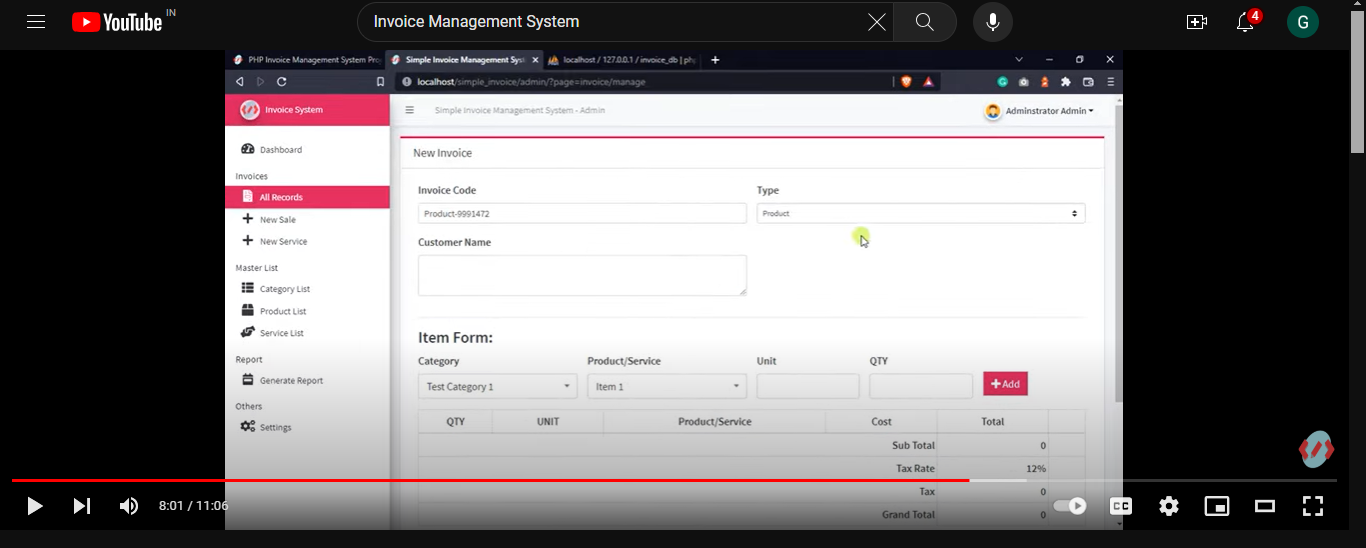 YouTube IN
Invoice Management System
4
G
PHP Invoice Management System Pro
Simple Invoice Management Syst
localhost / 127.0.0.1 / invoice_db | php
localhost/simple_invoice/admin/?page=invoice/manage
Invoice System
Simple Invoice Management System - Admin
Adminstrator Admin
Dashboard
Invoices
All Records
New Sale
New Service
Master List
Category List
Product List
Service List
Report
Generate Report
Others
Settings
New Invoice
Invoice Code Type
Product-9991472 Product
Customer Name
Item Form:
Category Product/Service Unit QTY
Test Category 1 Item 1 +Add
QTY UNIT Product/Service Cost Total
Sub Total 0
Tax Rate 12%
Tax 0
Grand Total 0
8:01 / 11:06
CC